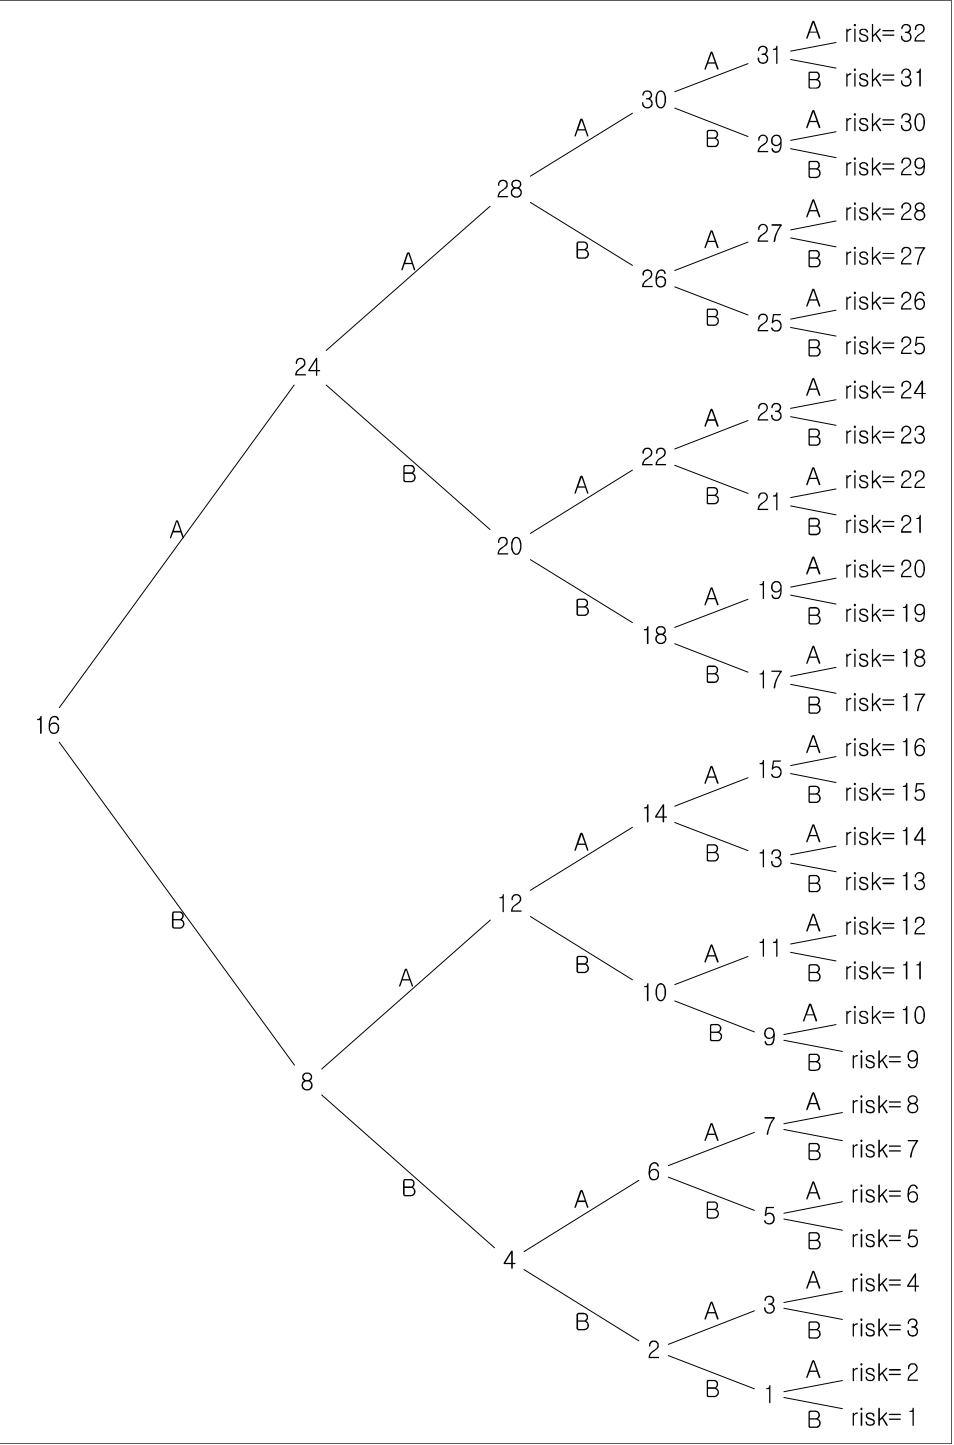 A risk=32
31
A B risk=31
30
A B A risk=30
29
B risk=29
28
A B A risk=28
A 27
B risk=27
26
B A risk=26
25
B risk=25
24
A risk=24
A 23
B risk=23
B A 22
B A risk=22
21
B risk=21
20
A risk=20
B A 19
B risk=19
18
B A risk=18
17
B risk=17
A
16
A risk=16
A 15
B risk=15
A 14
B A risk=14
13
B risk=13
12
A risk=12
B A 11
B risk=11
10
A B A risk=10
9
B risk=9
B
8
A risk=8
A 7
B risk=7
A 6
B A risk=6
5
B risk=5
B 4
A risk=4
B A 3
B risk=3
2
B A risk=2
1
B risk=1